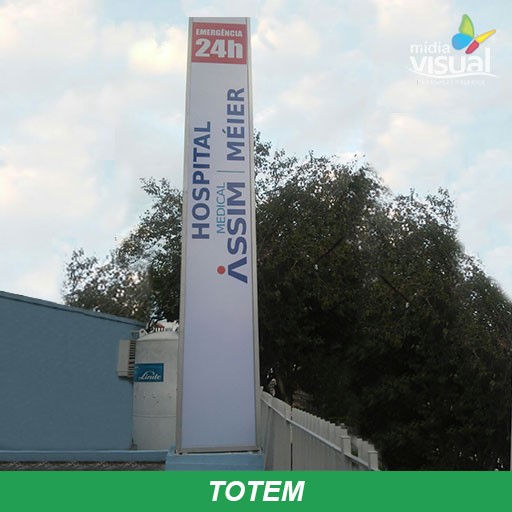 EMERGÊNCIA
24h
mídia
visual
HOSPITAL
MEDICAL
ASSIM | MÉIER
Linde
TOTEM